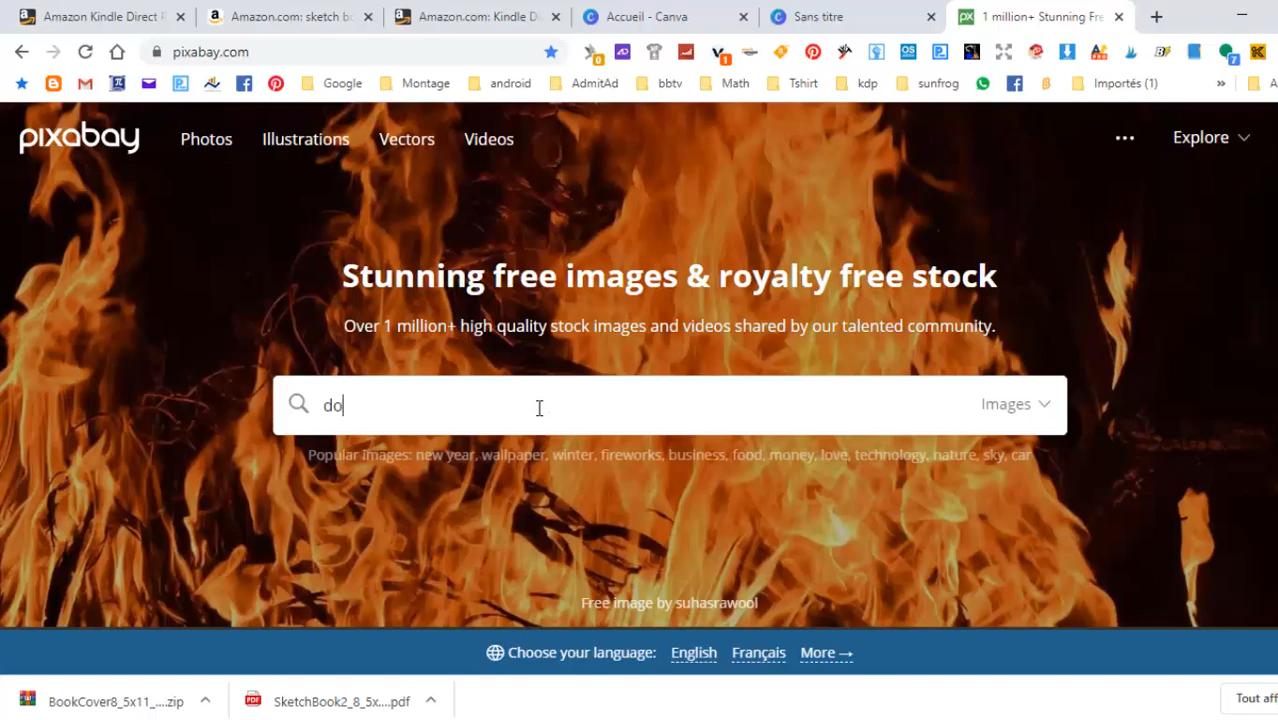 Amazon Kindle Direct P
Amazon.com: sketch bo
Amazon.com: Kindle D
Accueil - Canva
Sans titre
1 million+ Stunning Fre
pixabay.com
0
1
7
Google
Montage
android
AdmitAd
bbtv
Math
Tshirt
kdp
sunfrog
Importés (1)
»
pixabay
Photos
Illustrations
Vectors
Videos
Explore
Stunning free images & royalty free stock
Over 1 million+ high quality stock images and videos shared by our talented community.
do
Images
Popular Images: new year, wallpaper, winter, fireworks, business, food, money, love, technology, nature, sky, car
Free image by suhasrawool
Choose your language: English Français More →
BookCover8_5x11_....zip
SketchBook2_8_5x....pdf
Tout aff